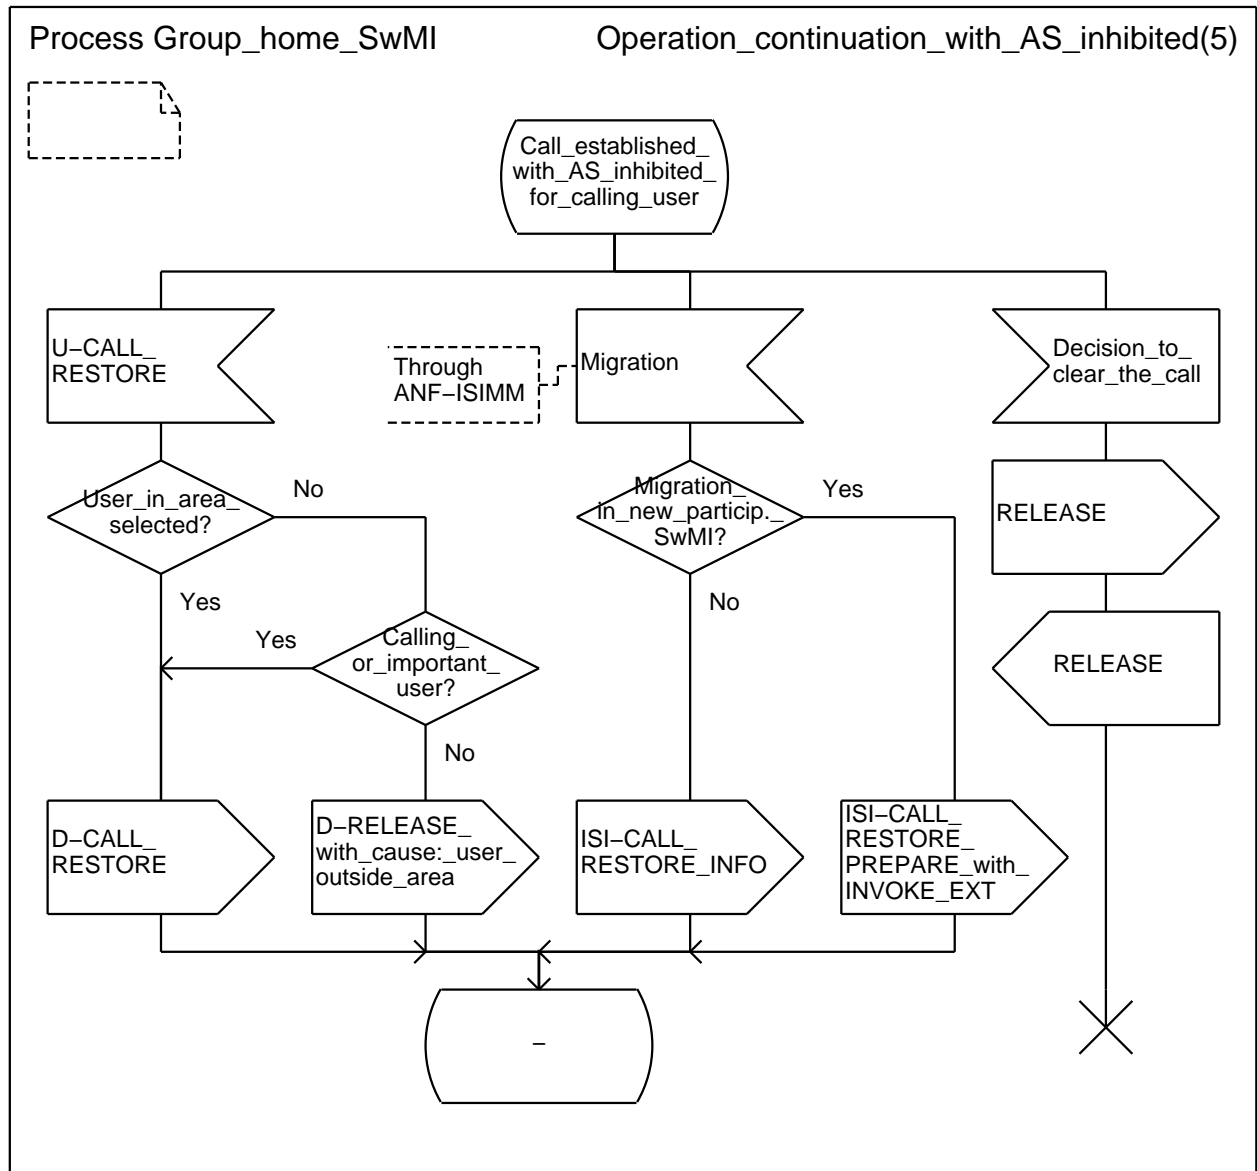 Process Group_home_SwMI
Operation_continuation_with_AS_inhibited(5)
Call_established_
with_AS_inhibited_
for_calling_user
U−CALL_
RESTORE
Through
ANF−ISIMM
Migration
Decision_to_
clear_the_call
User_in_area_
selected?
No
Migration_
in_new_particip._
SwMI?
Yes
RELEASE
Yes
No
Yes
Calling_
or_important_
user?
RELEASE
No
D−CALL_
RESTORE
D−RELEASE_
with_cause:_user_
outside_area
ISI−CALL_
RESTORE_INFO
ISI−CALL_
RESTORE_
PREPARE_with_
INVOKE_EXT
−